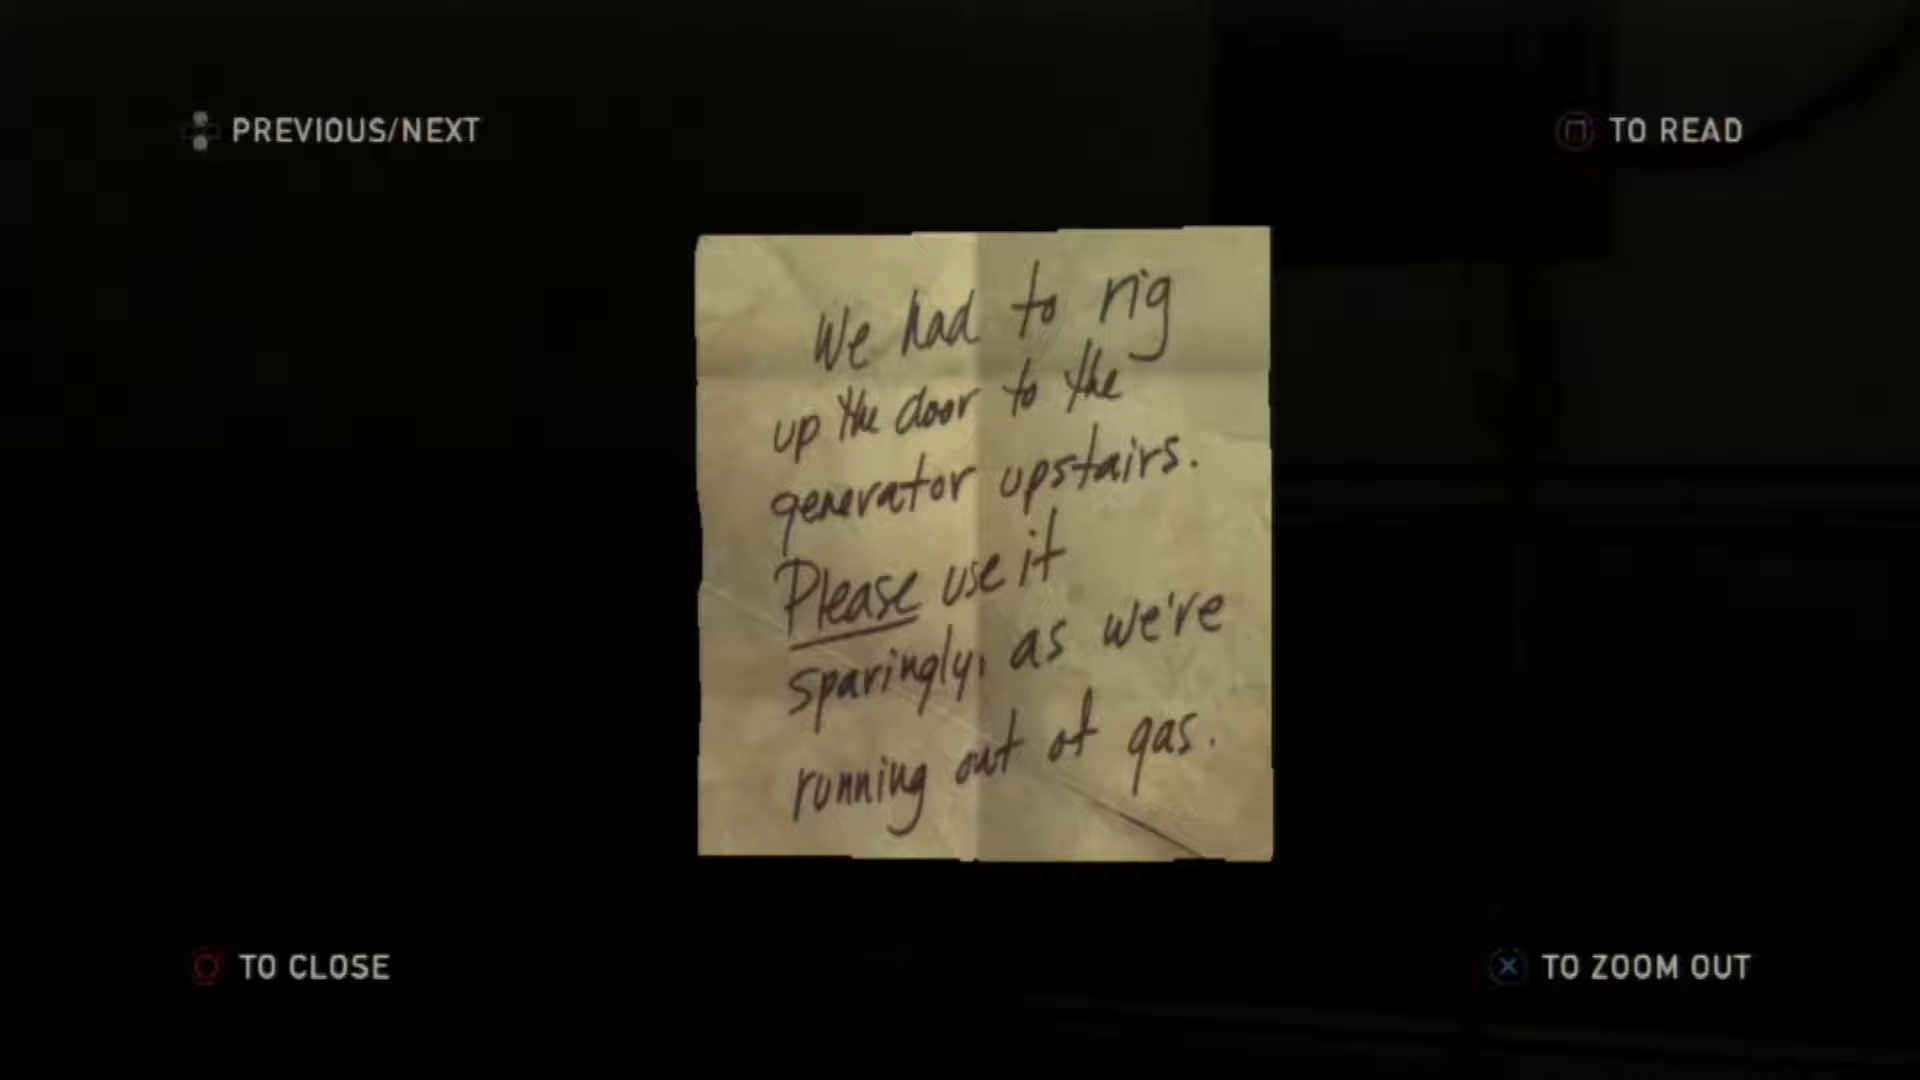 PREVIOUS/NEXT
TO READ
We had to rig
up the door to the
generator upstairs.
Please use it
sparingly, as we're
running out of gas.
TO CLOSE
TO ZOOM OUT